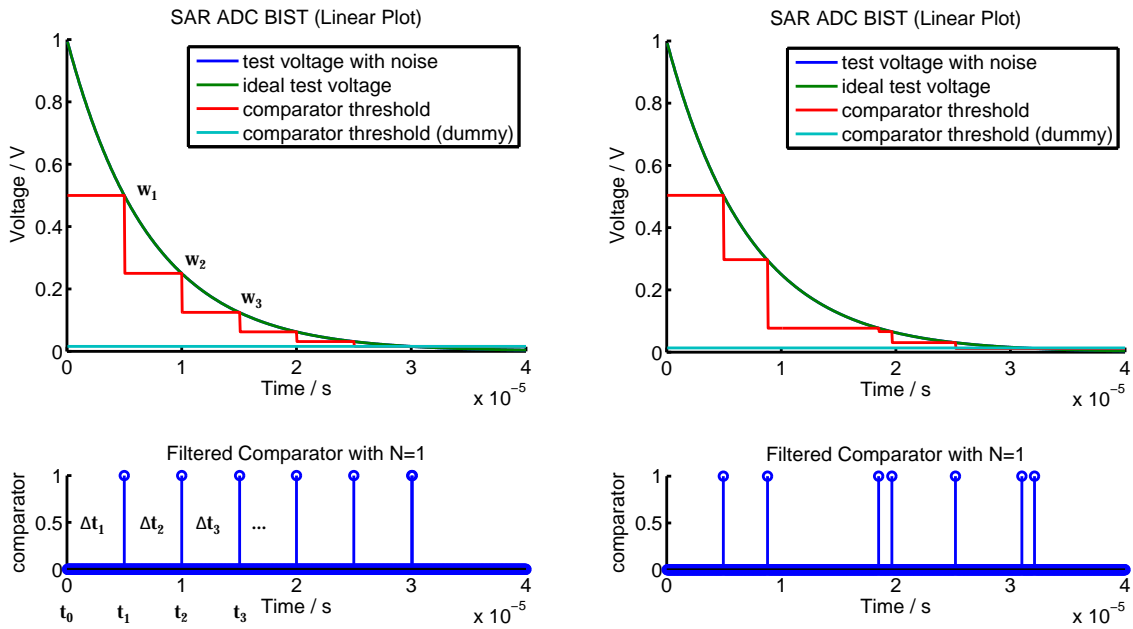 SAR ADC BIST (Linear Plot)
1
0.8
0.6
0.4
0.2
0
Voltage / V
test voltage with noise
ideal test voltage
comparator threshold
comparator threshold (dummy)
w1
w2
w3
0 1 2 3 4
Time / s
x 10^-5
SAR ADC BIST (Linear Plot)
1
0.8
0.6
0.4
0.2
0
Voltage / V
test voltage with noise
ideal test voltage
comparator threshold
comparator threshold (dummy)
0 1 2 3 4
Time / s
x 10^-5
Filtered Comparator with N=1
1
0.5
0
comparator
Δt1 Δt2 Δt3 ...
0 1 2 3 4
Time / s
x 10^-5
t0 t1 t2 t3
Filtered Comparator with N=1
1
0.5
0
comparator
0 1 2 3 4
Time / s
x 10^-5